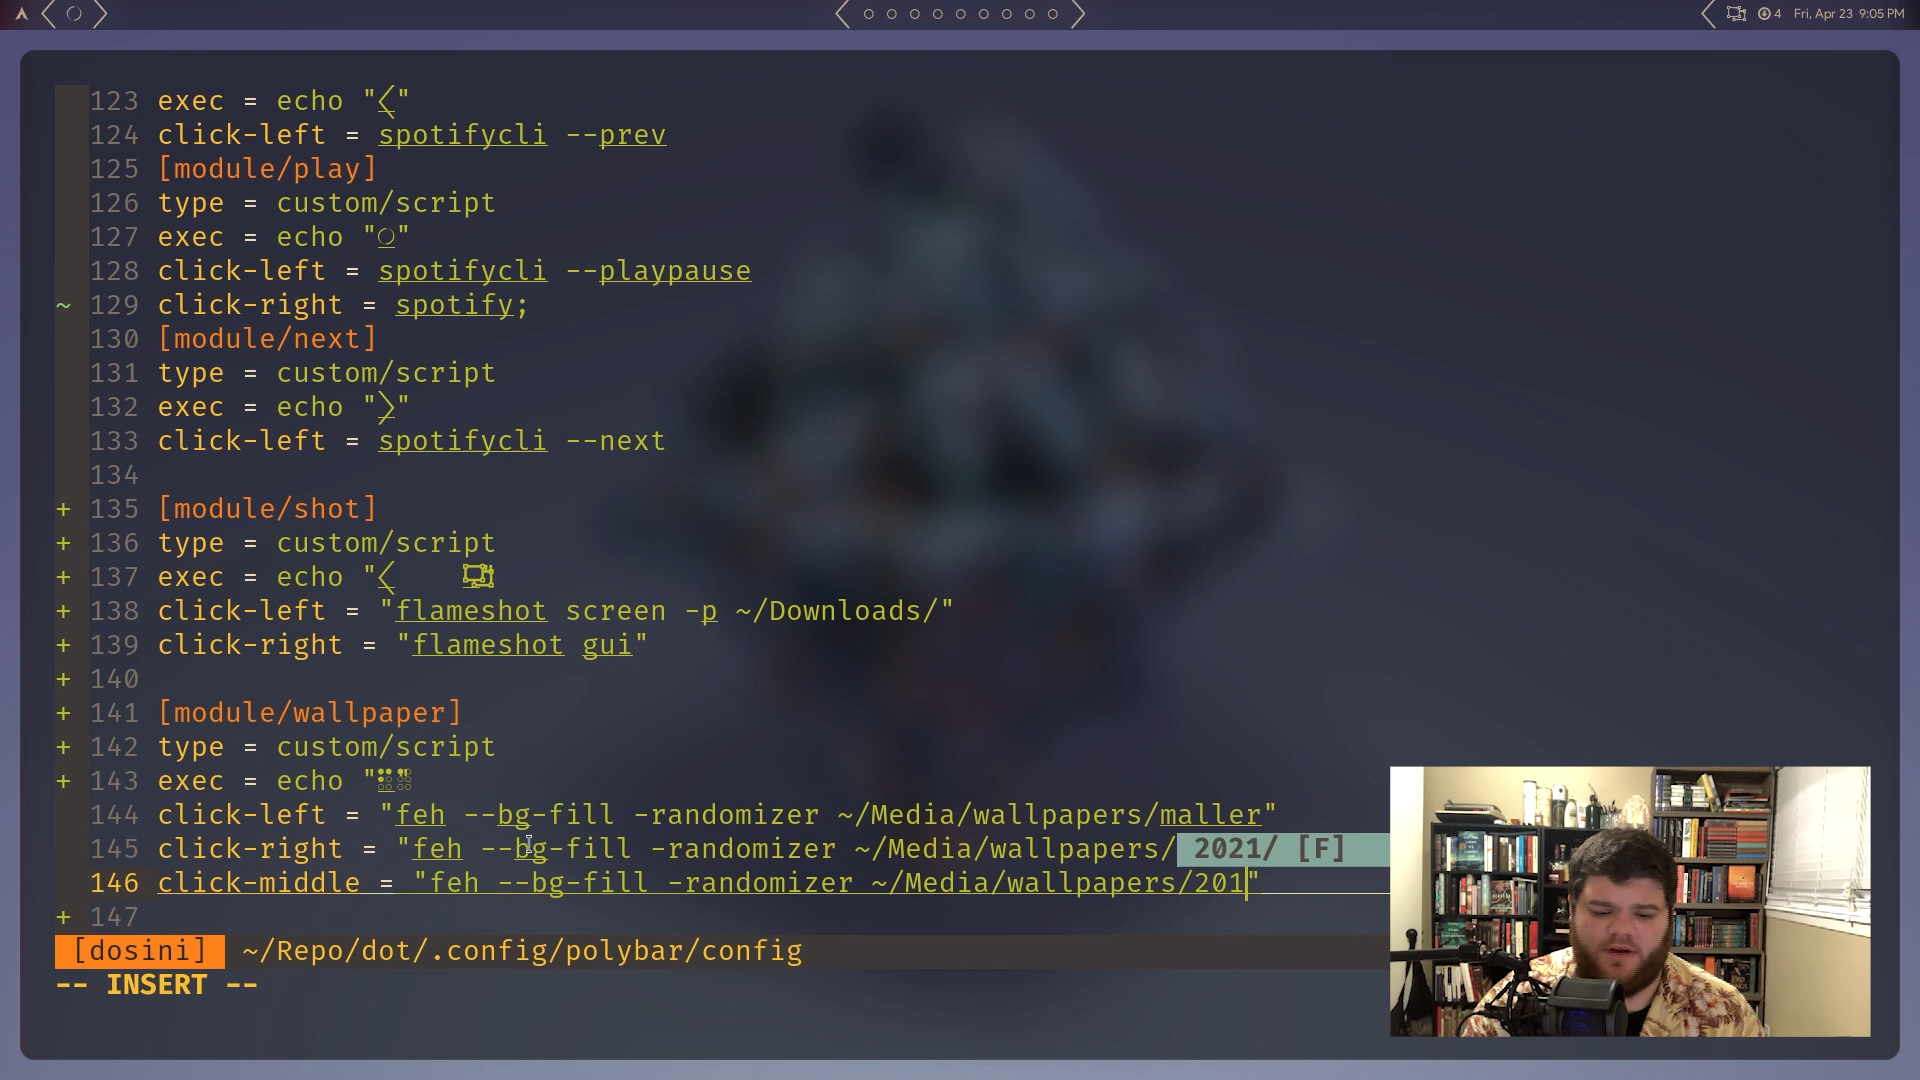 4 Fri, Apr 23 9:05 PM
123 exec = echo "〈"
124 click-left = spotifycli --prev
125 [module/play]
126 type = custom/script
127 exec = echo "◌"
128 click-left = spotifycli --playpause
~ 129 click-right = spotify;
130 [module/next]
131 type = custom/script
132 exec = echo "〉"
133 click-left = spotifycli --next
134
+ 135 [module/shot]
+ 136 type = custom/script
+ 137 exec = echo "〈
+ 138 click-left = "flameshot screen -p ~/Downloads/"
+ 139 click-right = "flameshot gui"
+ 140
+ 141 [module/wallpaper]
+ 142 type = custom/script
+ 143 exec = echo "
144 click-left = "feh --bg-fill -randomizer ~/Media/wallpapers/maller"
145 click-right = "feh --bg-fill -randomizer ~/Media/wallpapers/ 2021/ [F]
146 click-middle = "feh --bg-fill -randomizer ~/Media/wallpapers/201"
+ 147
[dosini] ~/Repo/dot/.config/polybar/config
-- INSERT --